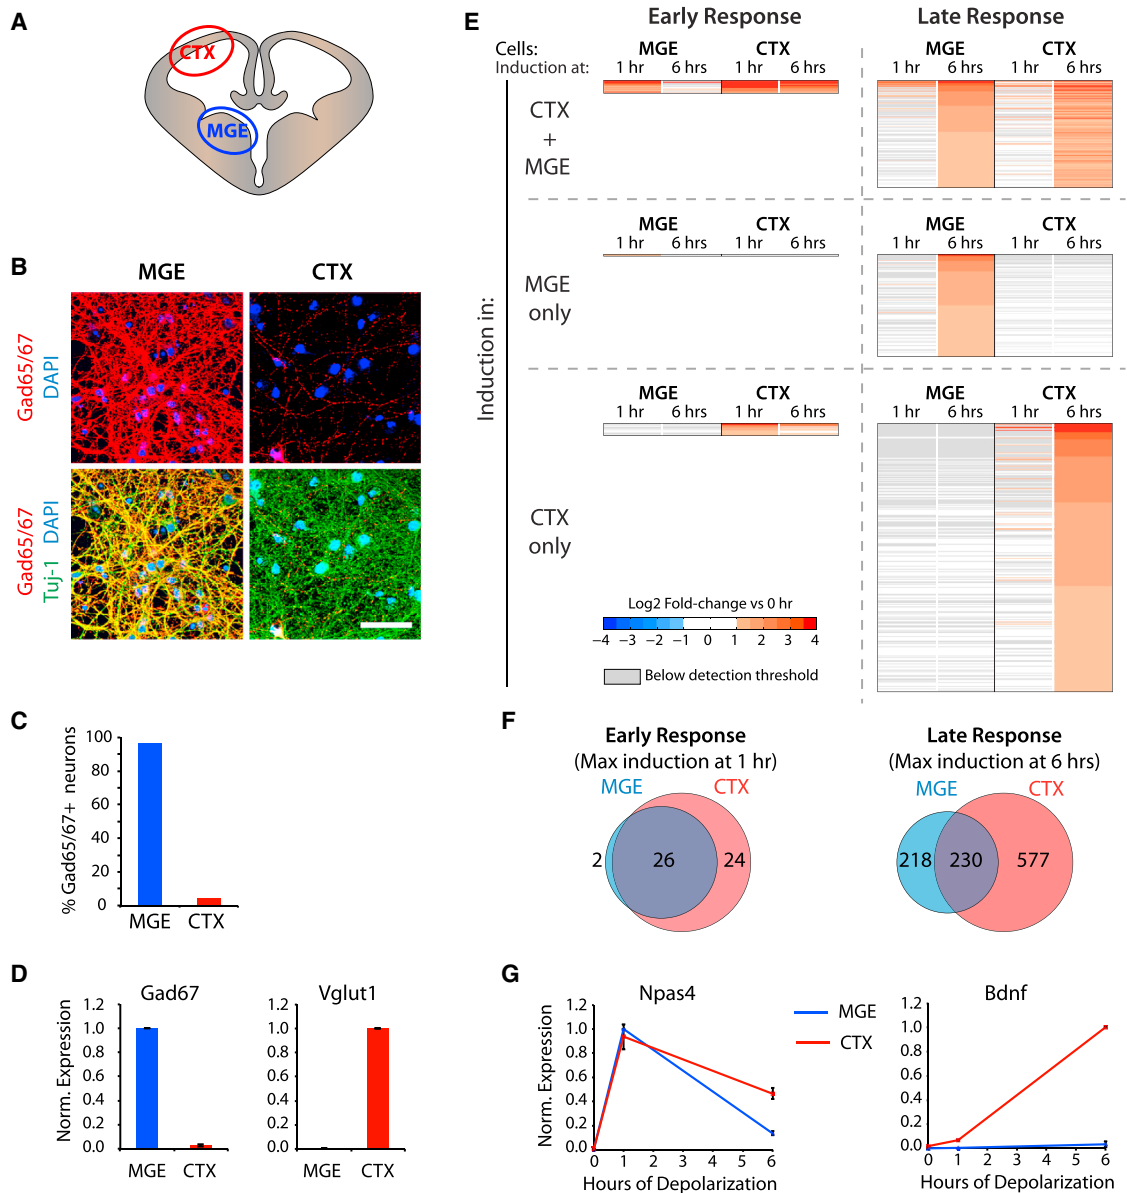 A
CTX
MGE
B
MGE CTX
Gad65/67
DAPI
Gad65/67
Tuj-1 DAPI
C
% Gad65/67+ neurons
100
80
60
40
20
0
MGE CTX
D
Gad67
Norm. Expression
1.2
1.0
0.8
0.6
0.4
0.2
0.0
MGE CTX
Vglut1
1.2
1.0
0.8
0.6
0.4
0.2
0.0
MGE CTX
E
Early Response Late Response
Cells: MGE CTX MGE CTX
Induction at: 1 hr 6 hrs 1 hr 6 hrs 1 hr 6 hrs 1 hr 6 hrs
Induction in:
CTX
+
MGE
MGE CTX MGE CTX
1 hr 6 hrs 1 hr 6 hrs 1 hr 6 hrs 1 hr 6 hrs
MGE
only
MGE CTX MGE CTX
1 hr 6 hrs 1 hr 6 hrs 1 hr 6 hrs 1 hr 6 hrs
CTX
only
Log2 Fold-change vs 0 hr
−4 −3 −2 −1 0 1 2 3 4
Below detection threshold
F
Early Response
(Max induction at 1 hr)
MGE CTX
2 26 24
Late Response
(Max induction at 6 hrs)
MGE CTX
218 230 577
G
Npas4
Norm. Expression
1.2
1.0
0.8
0.6
0.4
0.2
0.0
0 1 2 3 4 5 6
Hours of Depolarization
MGE
CTX
Bdnf
1.2
1.0
0.8
0.6
0.4
0.2
0.0
0 1 2 3 4 5 6
Hours of Depolarization